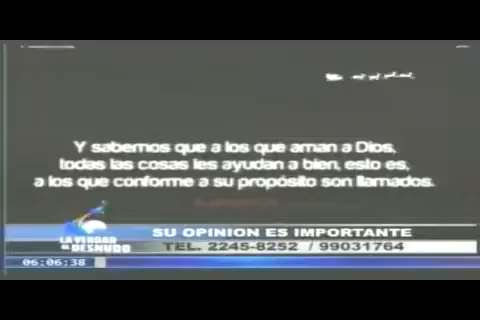 Y sabemos que a los que aman a Dios,
todas las cosas les ayudan a bien, esto es,
a los que conforme a su propósito son llamados.
SU OPINION ES IMPORTANTE
LA VERDAD
AL DESNUDO
TEL. 2245-8252 / 99031764
06:06:38